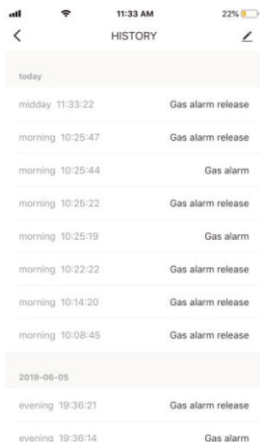 11:33 AM 22%
HISTORY
today
midday 11:33:22 Gas alarm release
morning 10:25:47 Gas alarm release
morning 10:25:44 Gas alarm
morning 10:25:22 Gas alarm release
morning 10:25:19 Gas alarm
morning 10:22:22 Gas alarm release
morning 10:14:20 Gas alarm release
morning 10:08:45 Gas alarm release
2019-06-05
evening 19:36:21 Gas alarm release
evening 19:36:14 Gas alarm